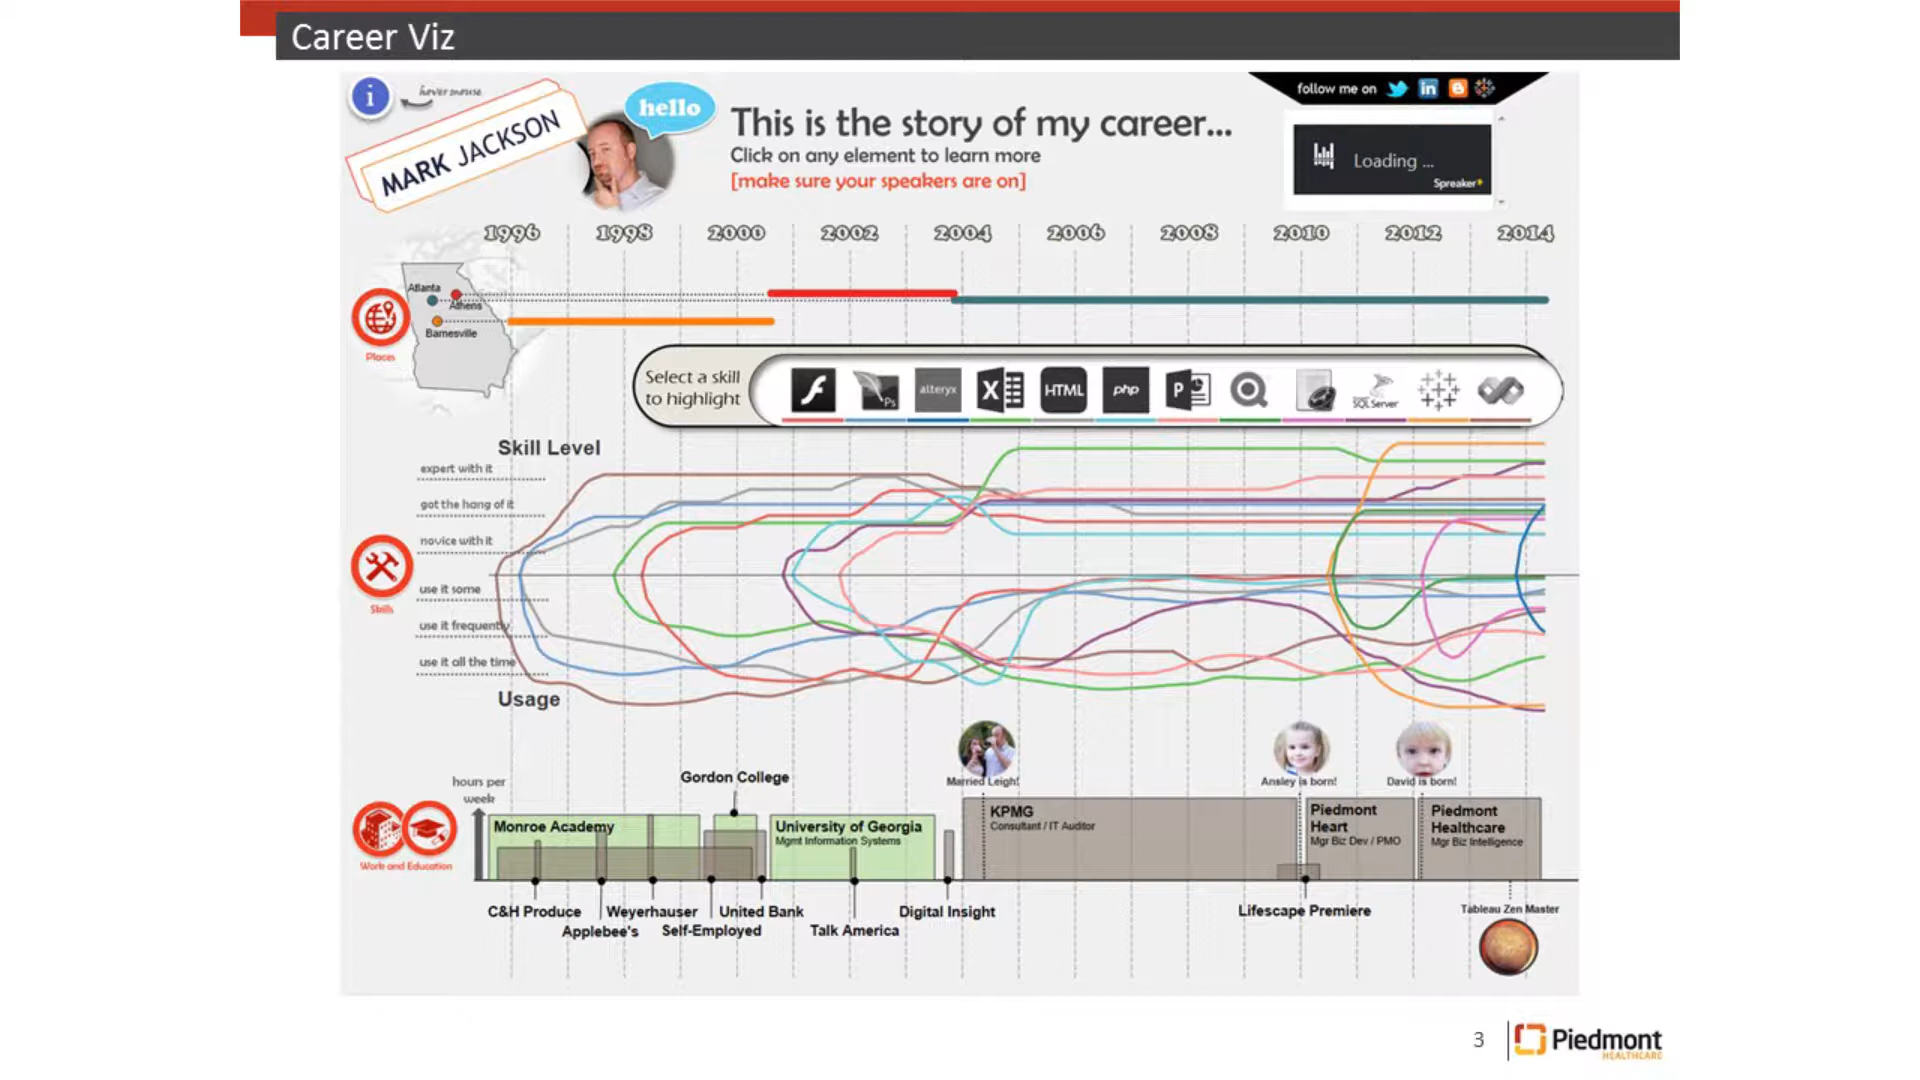 Career Viz
i
hover mouse
MARK JACKSON
hello
This is the story of my career...
Click on any element to learn more
[make sure your speakers are on]
follow me on
in
Loading ...
Spreaker
1996 1998 2000 2002 2004 2006 2008 2010 2012 2014
Atlanta
Athens
Barnesville
Places
Select a skill
to highlight
Ps
alteryx
X
HTML
php
P
SQL Server
Skill Level
expert with it
got the hang of it
novice with it
use it some
use it frequently
use it all the time
Skills
Usage
Married Leigh!
Ansley is born!
David is born!
hours per
week
Gordon College
Monroe Academy
University of Georgia
Mgmt Information Systems
KPMG
Consultant / IT Auditor
Piedmont
Heart
Mgr Biz Dev / PMO
Piedmont
Healthcare
Mgr Biz Intelligence
Work and Education
C&H Produce
Weyerhauser
United Bank
Digital Insight
Lifescape Premiere
Tableau Zen Master
Applebee's
Self-Employed
Talk America
3
Piedmont
HEALTHCARE